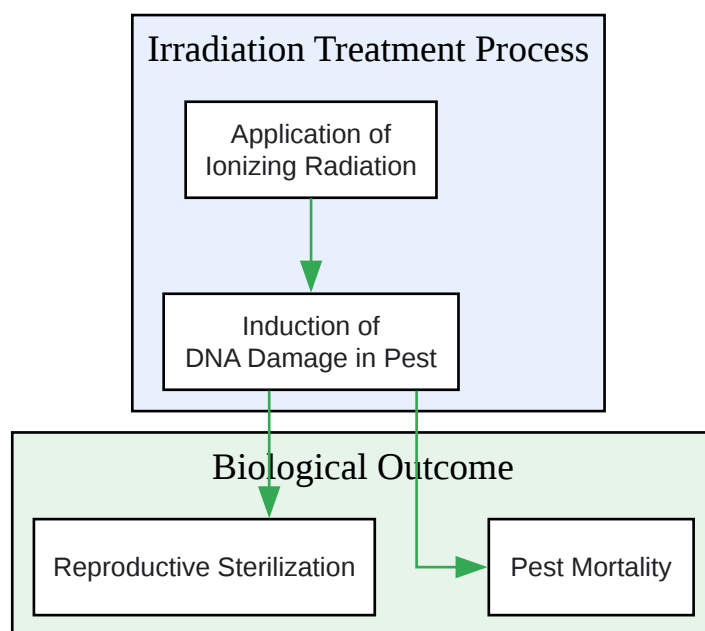 Irradiation Treatment Process
Application of
Ionizing Radiation
Induction of
DNA Damage in Pest
Biological Outcome
Reproductive Sterilization
Pest Mortality